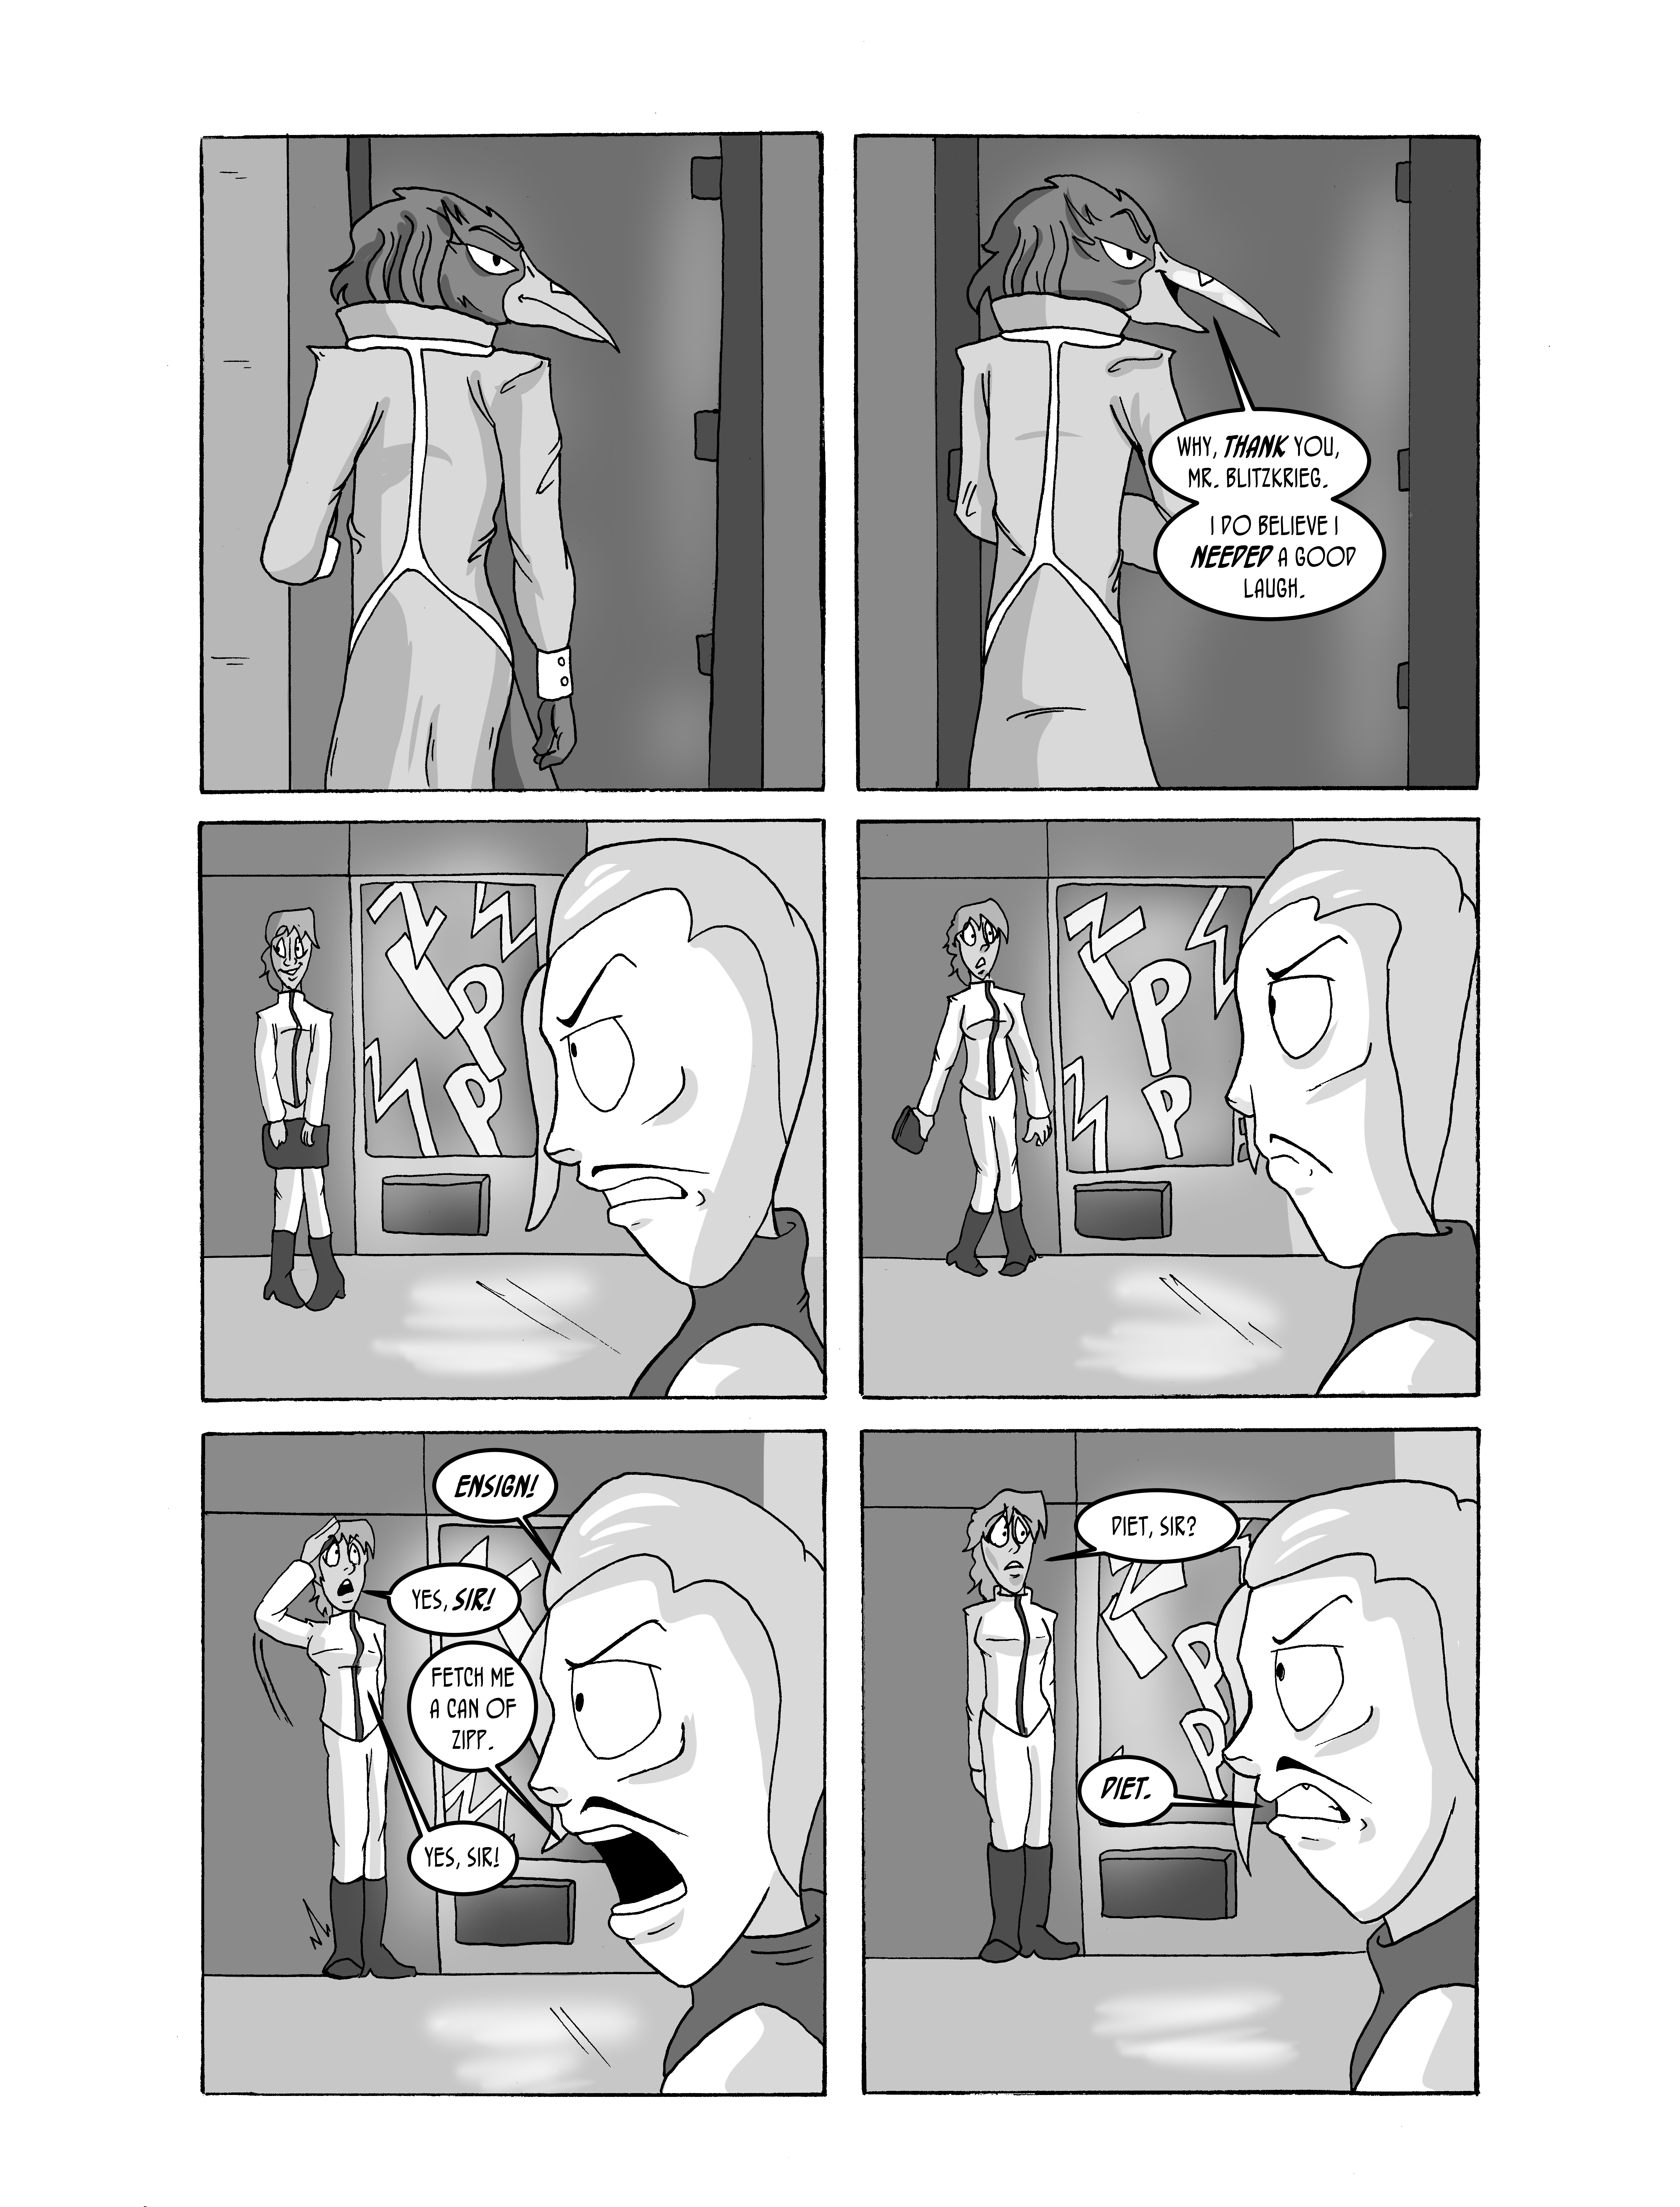 WHY, THANK YOU,
MR. BLITZKRIEG.
I DO BELIEVE I
NEEDED A GOOD
LAUGH.
ZIPP
ZIPP
ENSIGN!
YES, SIR!
FETCH ME
A CAN OF
ZIPP.
YES, SIR!
DIET, SIR?
DIET.